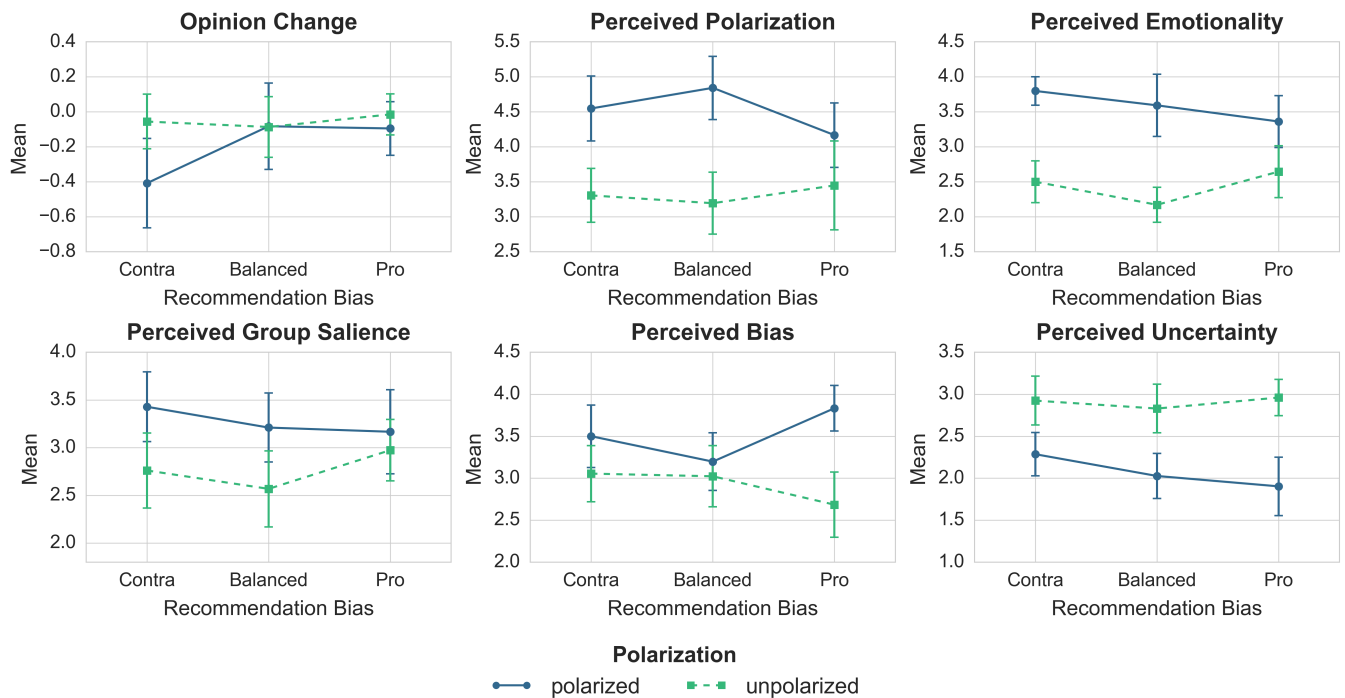 Opinion Change
Perceived Polarization
Perceived Emotionality
0.4
0.2
0.0
−0.2
−0.4
−0.6
−0.8
Mean
Contra Balanced Pro
Recommendation Bias
5.5
5.0
4.5
4.0
3.5
3.0
2.5
Mean
Contra Balanced Pro
Recommendation Bias
4.5
4.0
3.5
3.0
2.5
2.0
1.5
Mean
Contra Balanced Pro
Recommendation Bias
Perceived Group Salience
Perceived Bias
Perceived Uncertainty
4.0
3.5
3.0
2.5
2.0
Mean
Contra Balanced Pro
Recommendation Bias
4.5
4.0
3.5
3.0
2.5
2.0
Mean
Contra Balanced Pro
Recommendation Bias
3.5
3.0
2.5
2.0
1.5
1.0
Mean
Contra Balanced Pro
Recommendation Bias
Polarization
polarized unpolarized